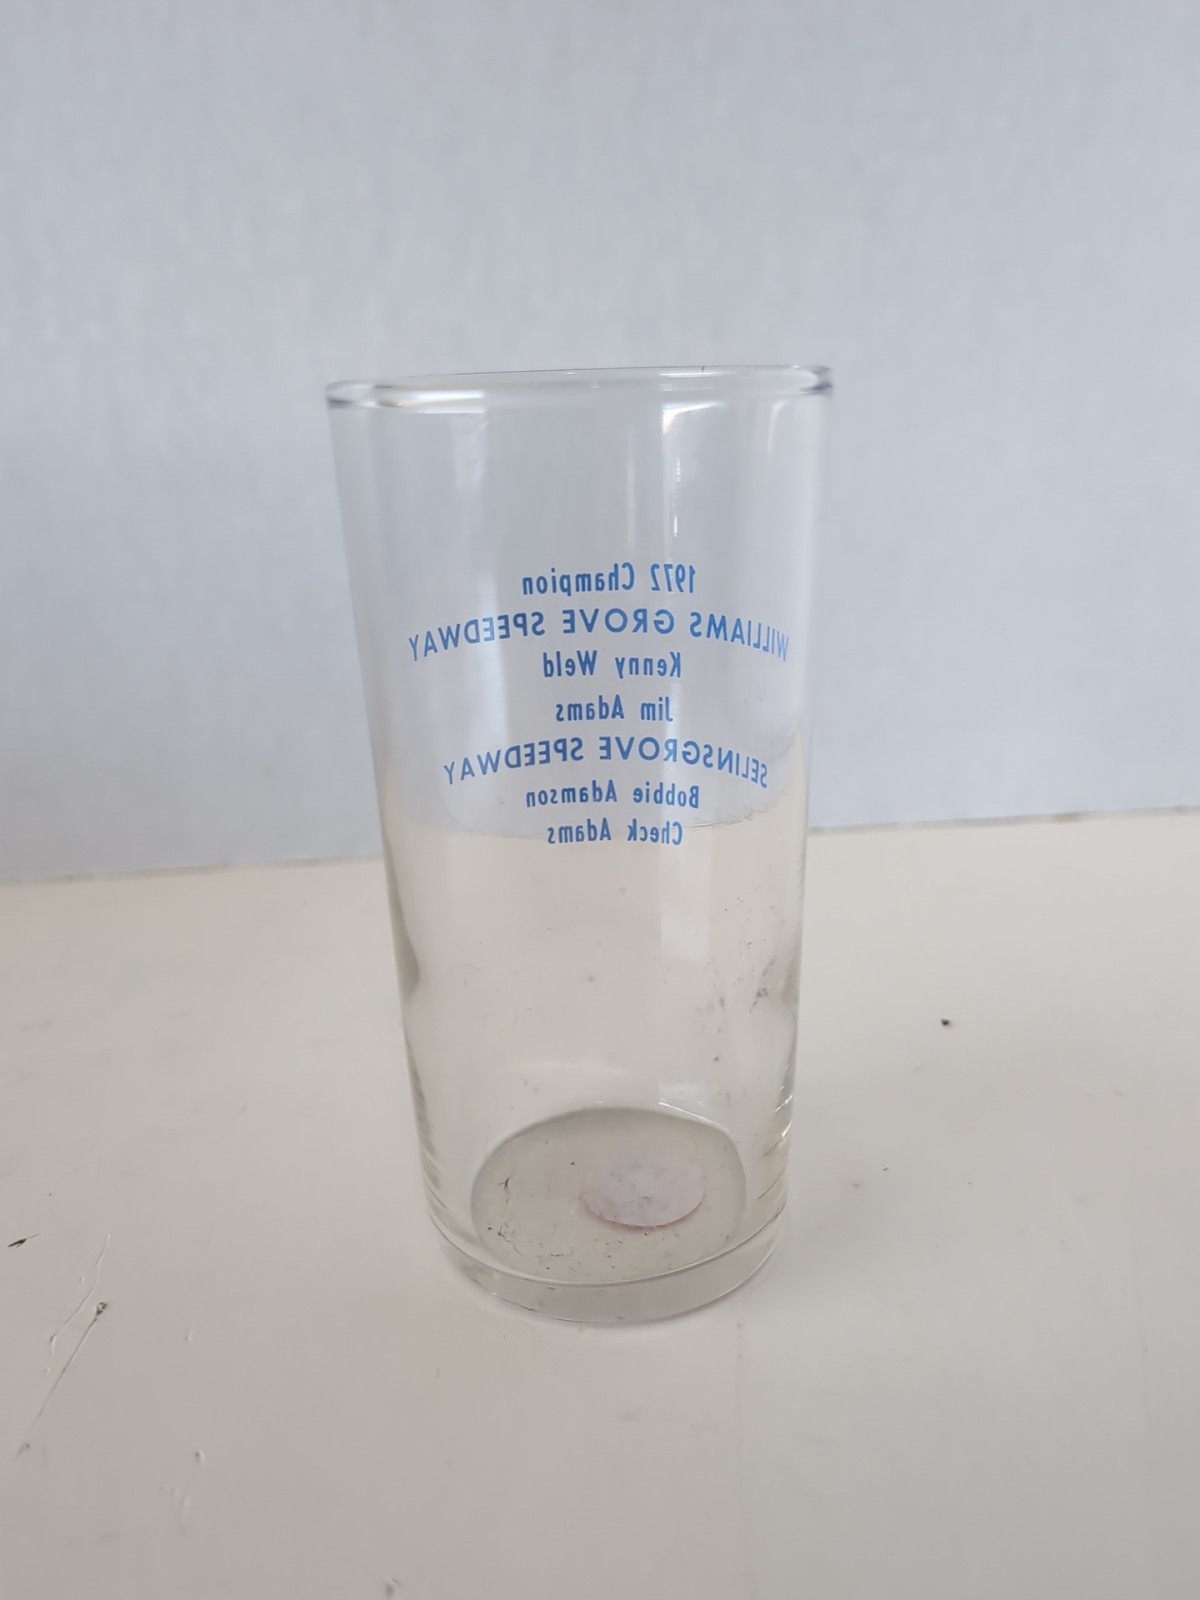 1972 Champion
WILLIAMS GROVE SPEEDWAY
Kenny Weld
Jim Adams
SELINSGROVE SPEEDWAY
Bobbie Adamson
Check Adams